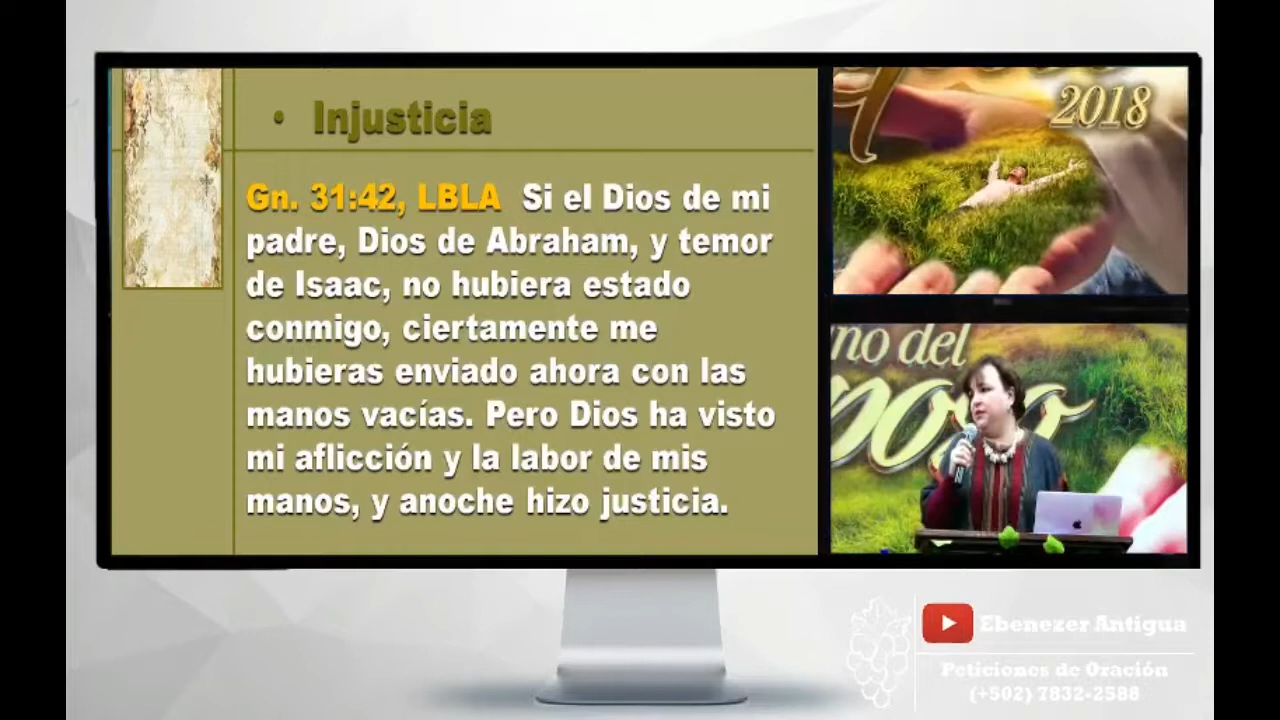 • Injusticia
Gn. 31:42, LBLA Si el Dios de mi
padre, Dios de Abraham, y temor
de Isaac, no hubiera estado
conmigo, ciertamente me
hubieras enviado ahora con las
manos vacías. Pero Dios ha visto
mi aflicción y la labor de mis
manos, y anoche hizo justicia.
2018
no del
Ebenezer Antigua
Peticiones de Oración
(+502) 7832-2588